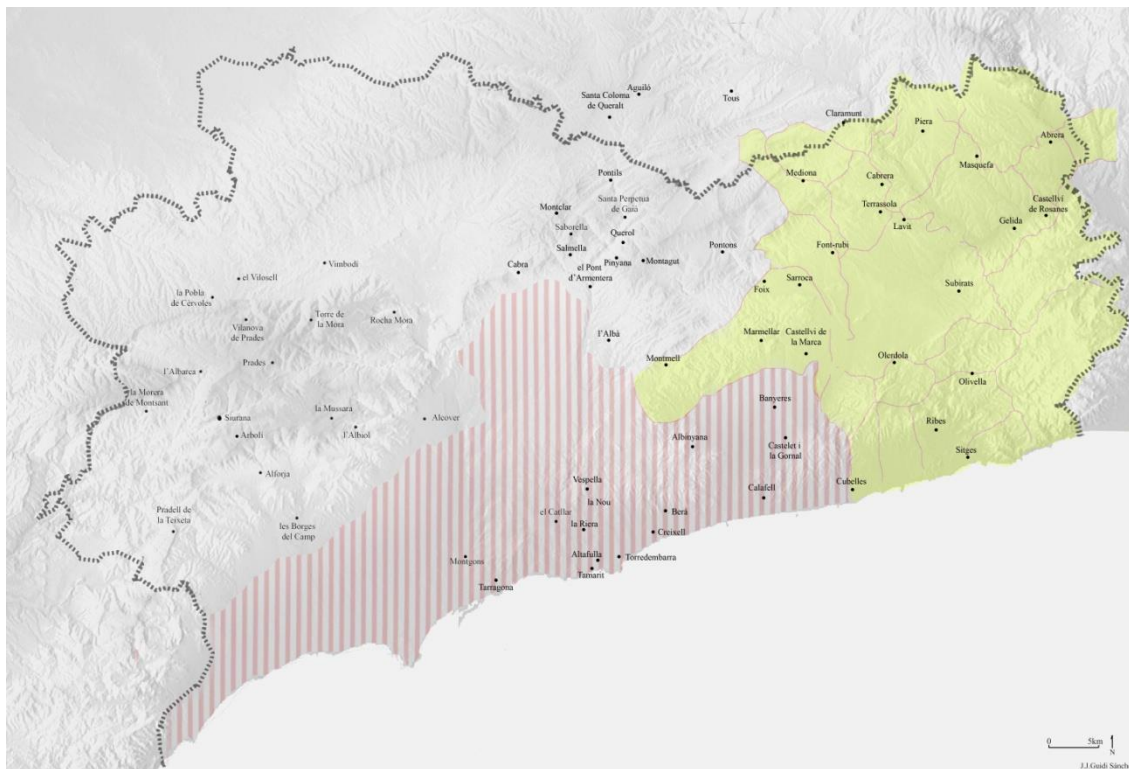 Aguiló
Santa Coloma
de Queralt
Tous
Claramunt
Piera
Abrera
Masquefa
Pontils
Mediona
Cabrera
Santa Perpenia
de Gaià
Montclar
Terrassola
Lavit
Castellví
de Rosanes
Gelida
Saborella
Querol
Salmella
Pinyana
Montagut
Pontons
Font-rubí
Vimbodí
Cabra
el Pont
d'Armentera
el Vilosell
Foix
Sarroca
Subirats
la Pobla
de Cèrvoles
Vilanova
de Prades
Torre de
la Mora
Rocha Mora
l'Albà
Marmellar
Castellví de
la Marca
Prades
Montmell
Olerdola
l'Albarca
Olivella
la Morera
de Montsant
Banyeres
Siurana
la Mussara
Alcover
l'Albiol
Arbolí
Ribes
Albinyana
Castelet i
la Gornal
Sitges
Alforja
Vespella
Calafell
Cubelles
la Nou
Berà
Pradell de
la Teixeta
les Borges
del Camp
el Catllar
la Riera
Creixell
Montgons
Altafulla
Torredembarra
Tamarit
Tarragona
0 5km
N
J.I Guidi Sánche